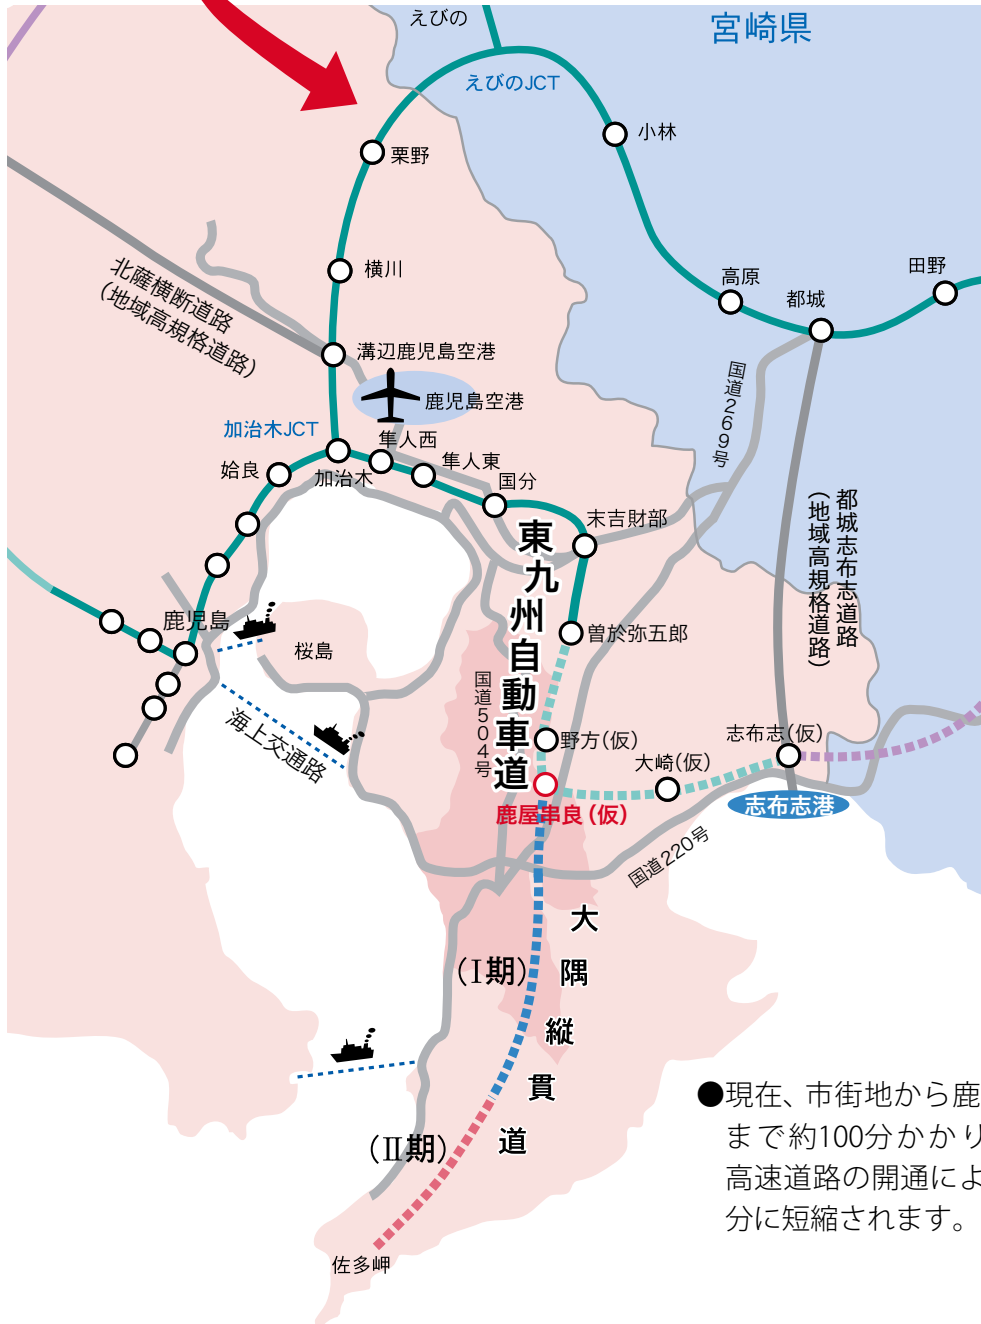 えびの
宮崎県
えびのJCT
小林
栗野
横川
北薩横断道路
（地域高規格道路）
高原
田野
都城
溝辺鹿児島空港
鹿児島空港
国道269号
加治木JCT
隼人西
姶良
加治木
隼人東
国分
末吉財部
東九州自動車道
都城志布志道路
（地域高規格道路）
鹿児島
曽於弥五郎
桜島
国道504号
海上交通路
野方(仮)
大崎(仮)
志布志(仮)
鹿屋串良(仮)
志布志港
国道220号
大隅縦貫道
(Ⅰ期)
(Ⅱ期)
佐多岬
●現在、市街地から鹿
まで約100分かかり
高速道路の開通によ
分に短縮されます。